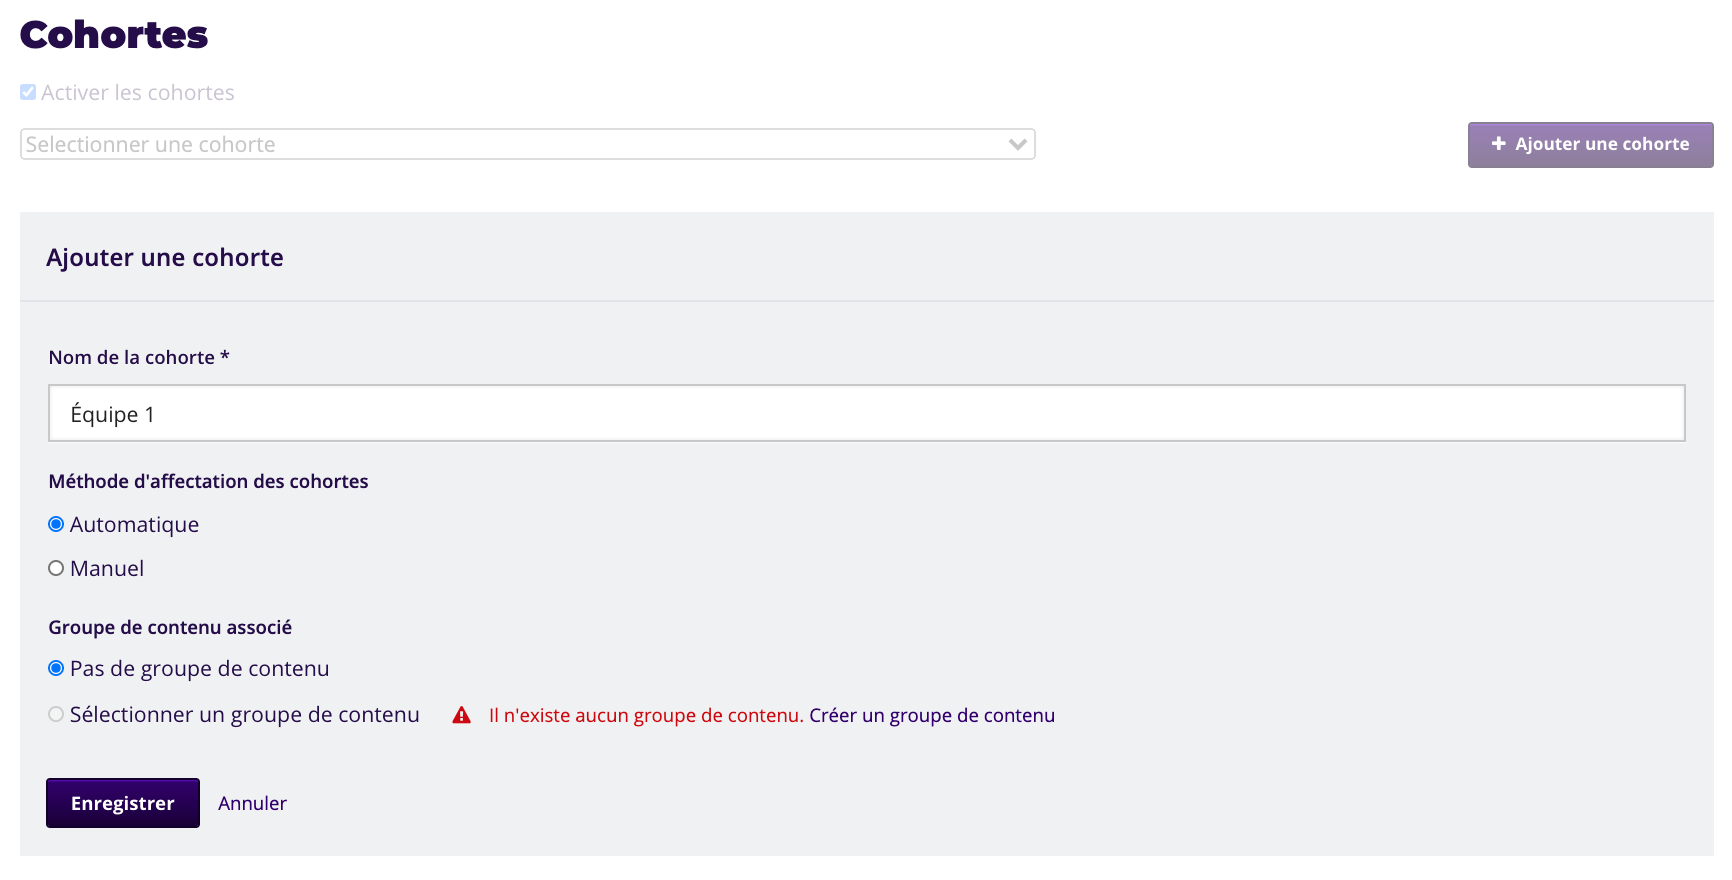 Cohortes
Activer les cohortes
Selectionner une cohorte
+ Ajouter une cohorte
Ajouter une cohorte
Nom de la cohorte *
Équipe 1
Méthode d'affectation des cohortes
Automatique
Manuel
Groupe de contenu associé
Pas de groupe de contenu
Sélectionner un groupe de contenu Il n'existe aucun groupe de contenu. Créer un groupe de contenu
Enregistrer Annuler